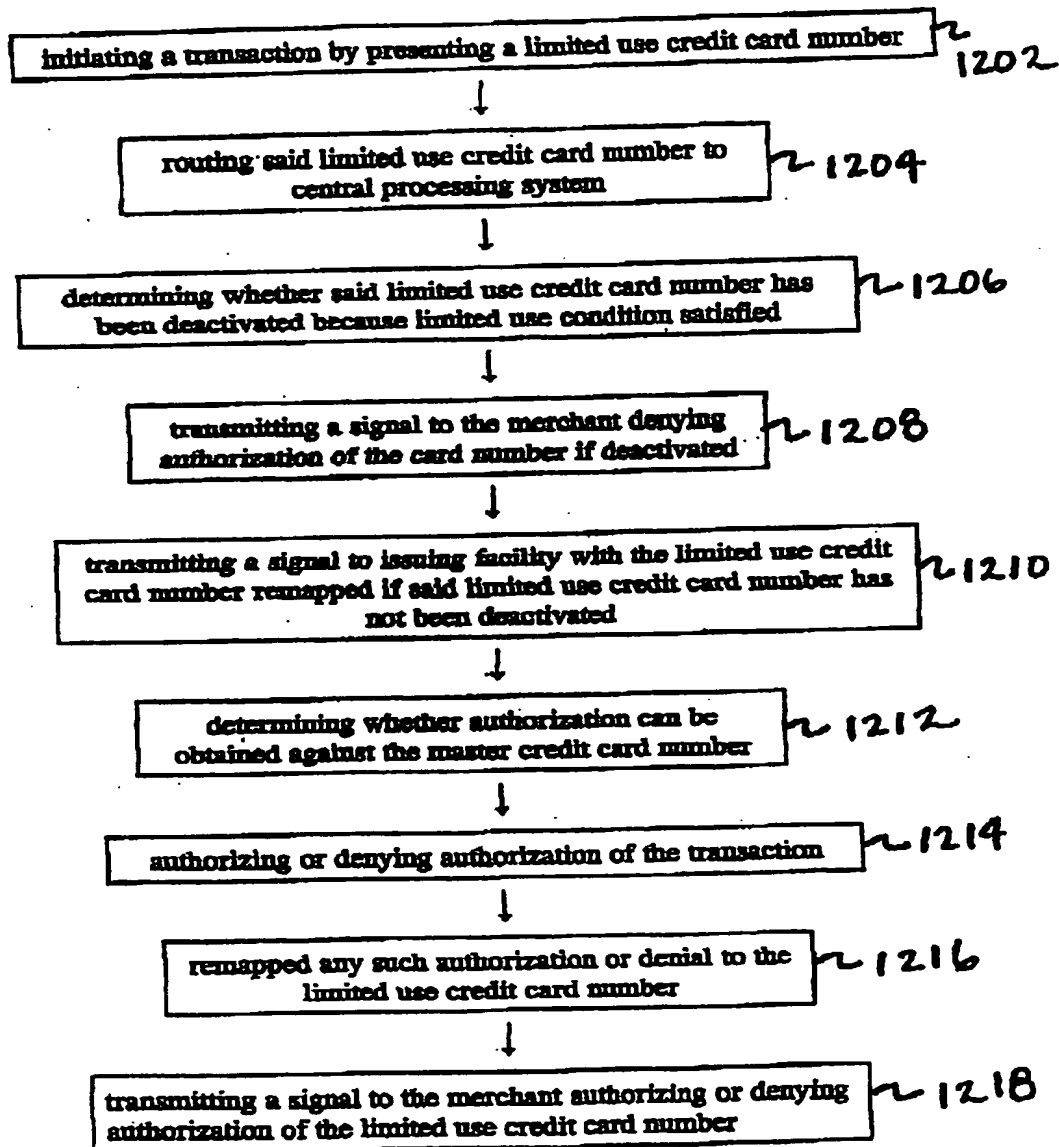 initiating a transaction by presenting a limited use credit card number
1202
routing said limited use credit card number to
central processing system
1204
determining whether said limited use credit card number has
been deactivated because limited use condition satisfied
1206
transmitting a signal to the merchant denying
authorization of the card number if deactivated
1208
transmitting a signal to issuing facility with the limited use credit
card number remapped if said limited use credit card number has
not been deactivated
1210
determining whether authorization can be
obtained against the master credit card number
1212
authorizing or denying authorization of the transaction
1214
remapped any such authorization or denial to the
limited use credit card number
1216
transmitting a signal to the merchant authorizing or denying
authorization of the limited use credit card number
1218